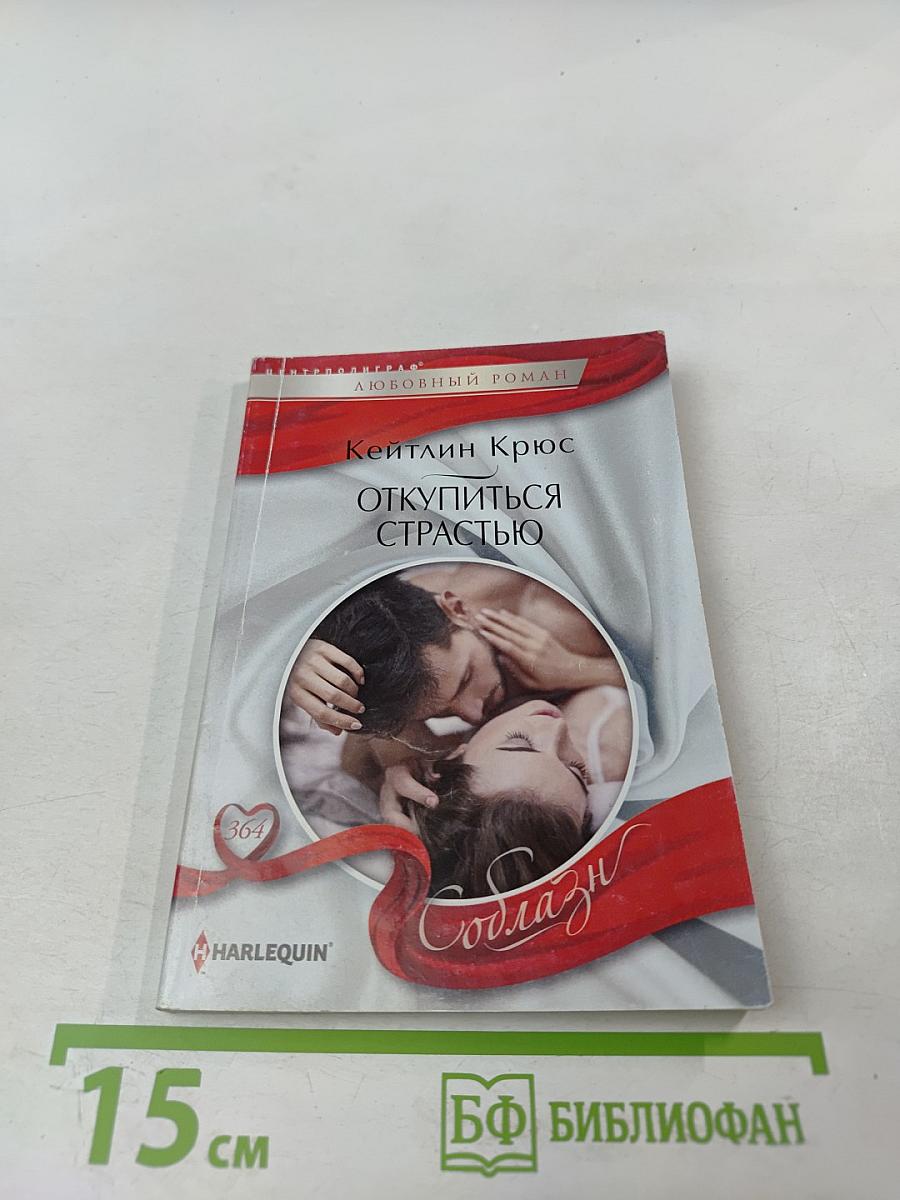 ЦЕНТРПОЛИГРАФ®
ЛЮБОВНЫЙ РОМАН
Кейтлин Крюс
ОТКУПИТЬСЯ
СТРАСТЬЮ
364
Соблазн
H HARLEQUIN®
15 см
БФ БИБЛИОФАН